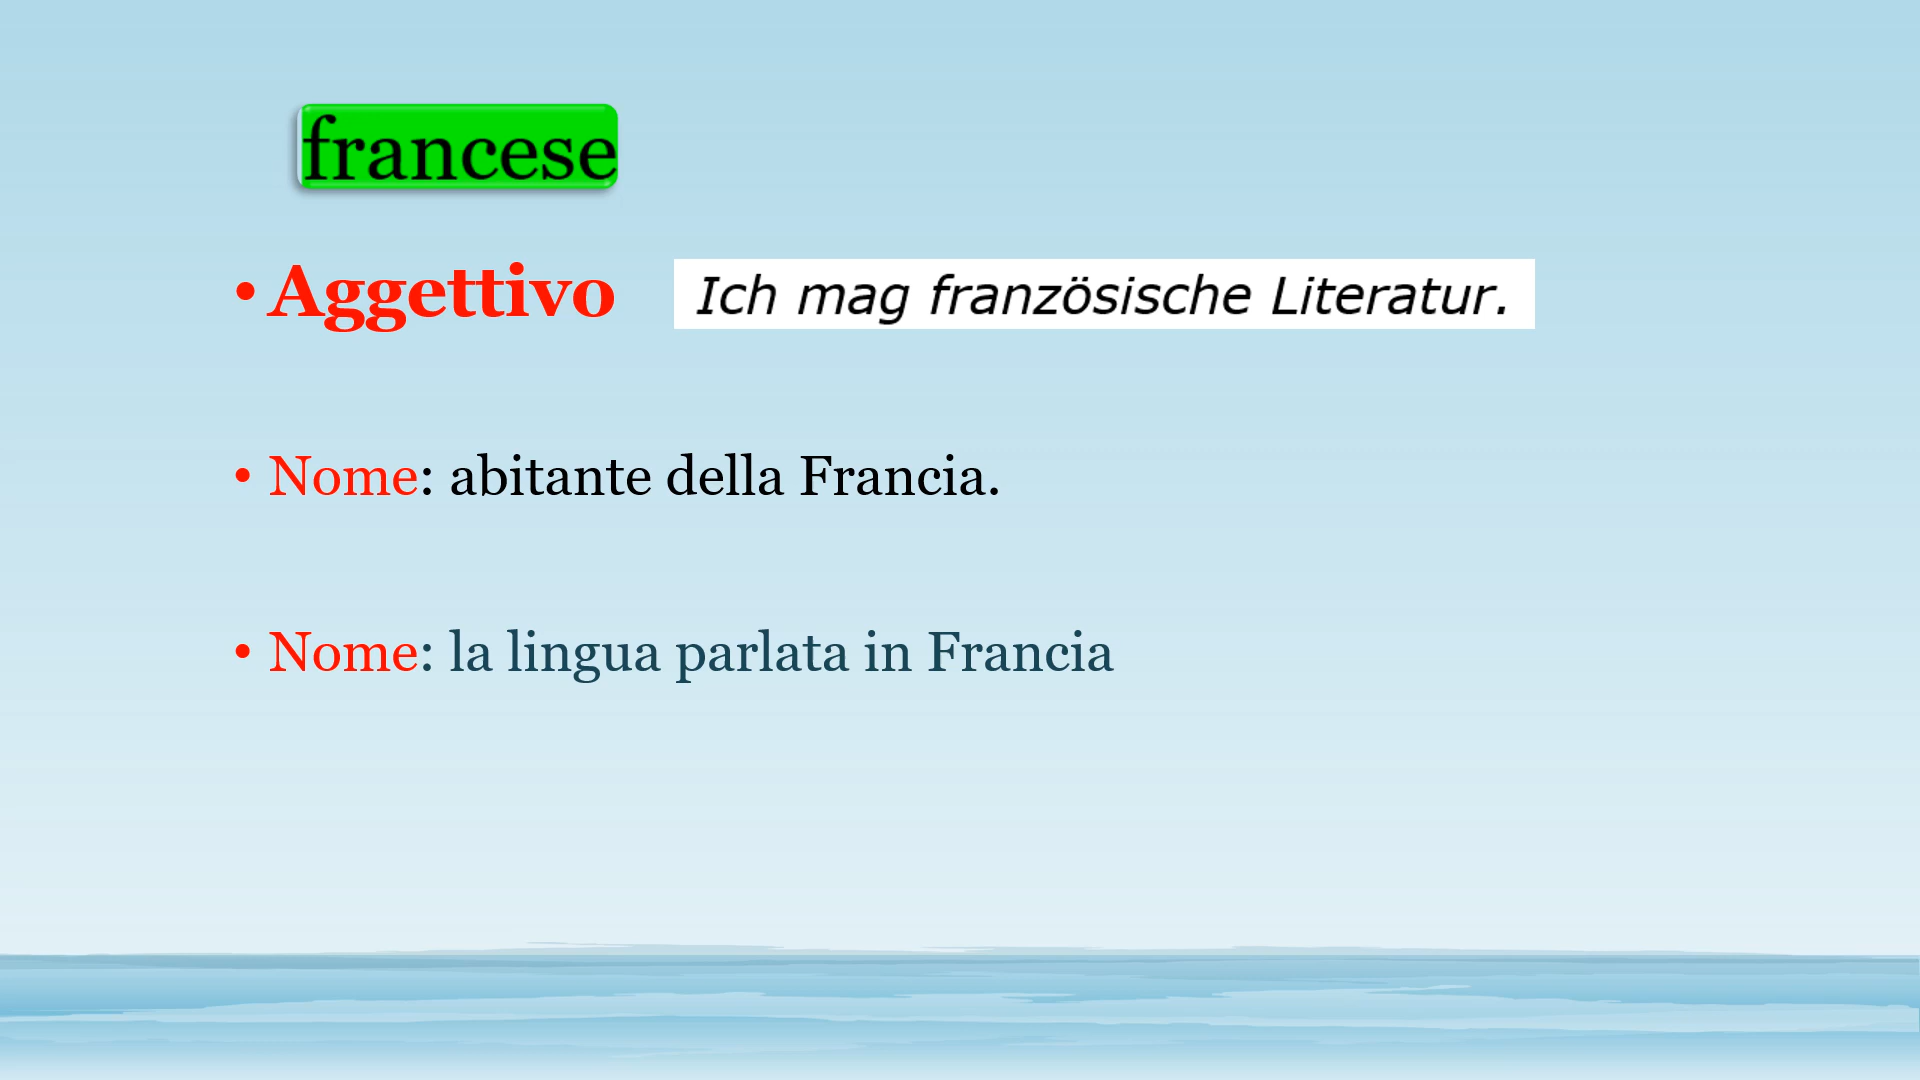 francese
• Aggettivo Ich mag französische Literatur.
• Nome: abitante della Francia.
• Nome: la lingua parlata in Francia